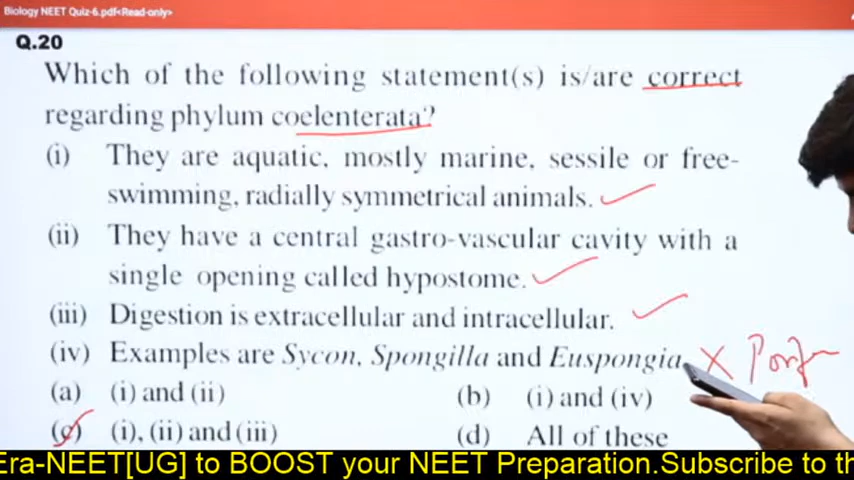 Biology NEET Quiz-6.pdf<Read-only>
Q.20
Which of the following statement(s) is/are correct
regarding phylum coelenterata?
(i) They are aquatic, mostly marine, sessile or free-
swimming, radially symmetrical animals.
(ii) They have a central gastro-vascular cavity with a
single opening called hypostome.
(iii) Digestion is extracellular and intracellular.
(iv) Examples are Sycon, Spongilla and Euspongia.
(a) (i) and (ii) (b) (i) and (iv)
(c) (i), (ii) and (iii) (d) All of these
Era-NEET[UG] to BOOST your NEET Preparation.Subscribe to th